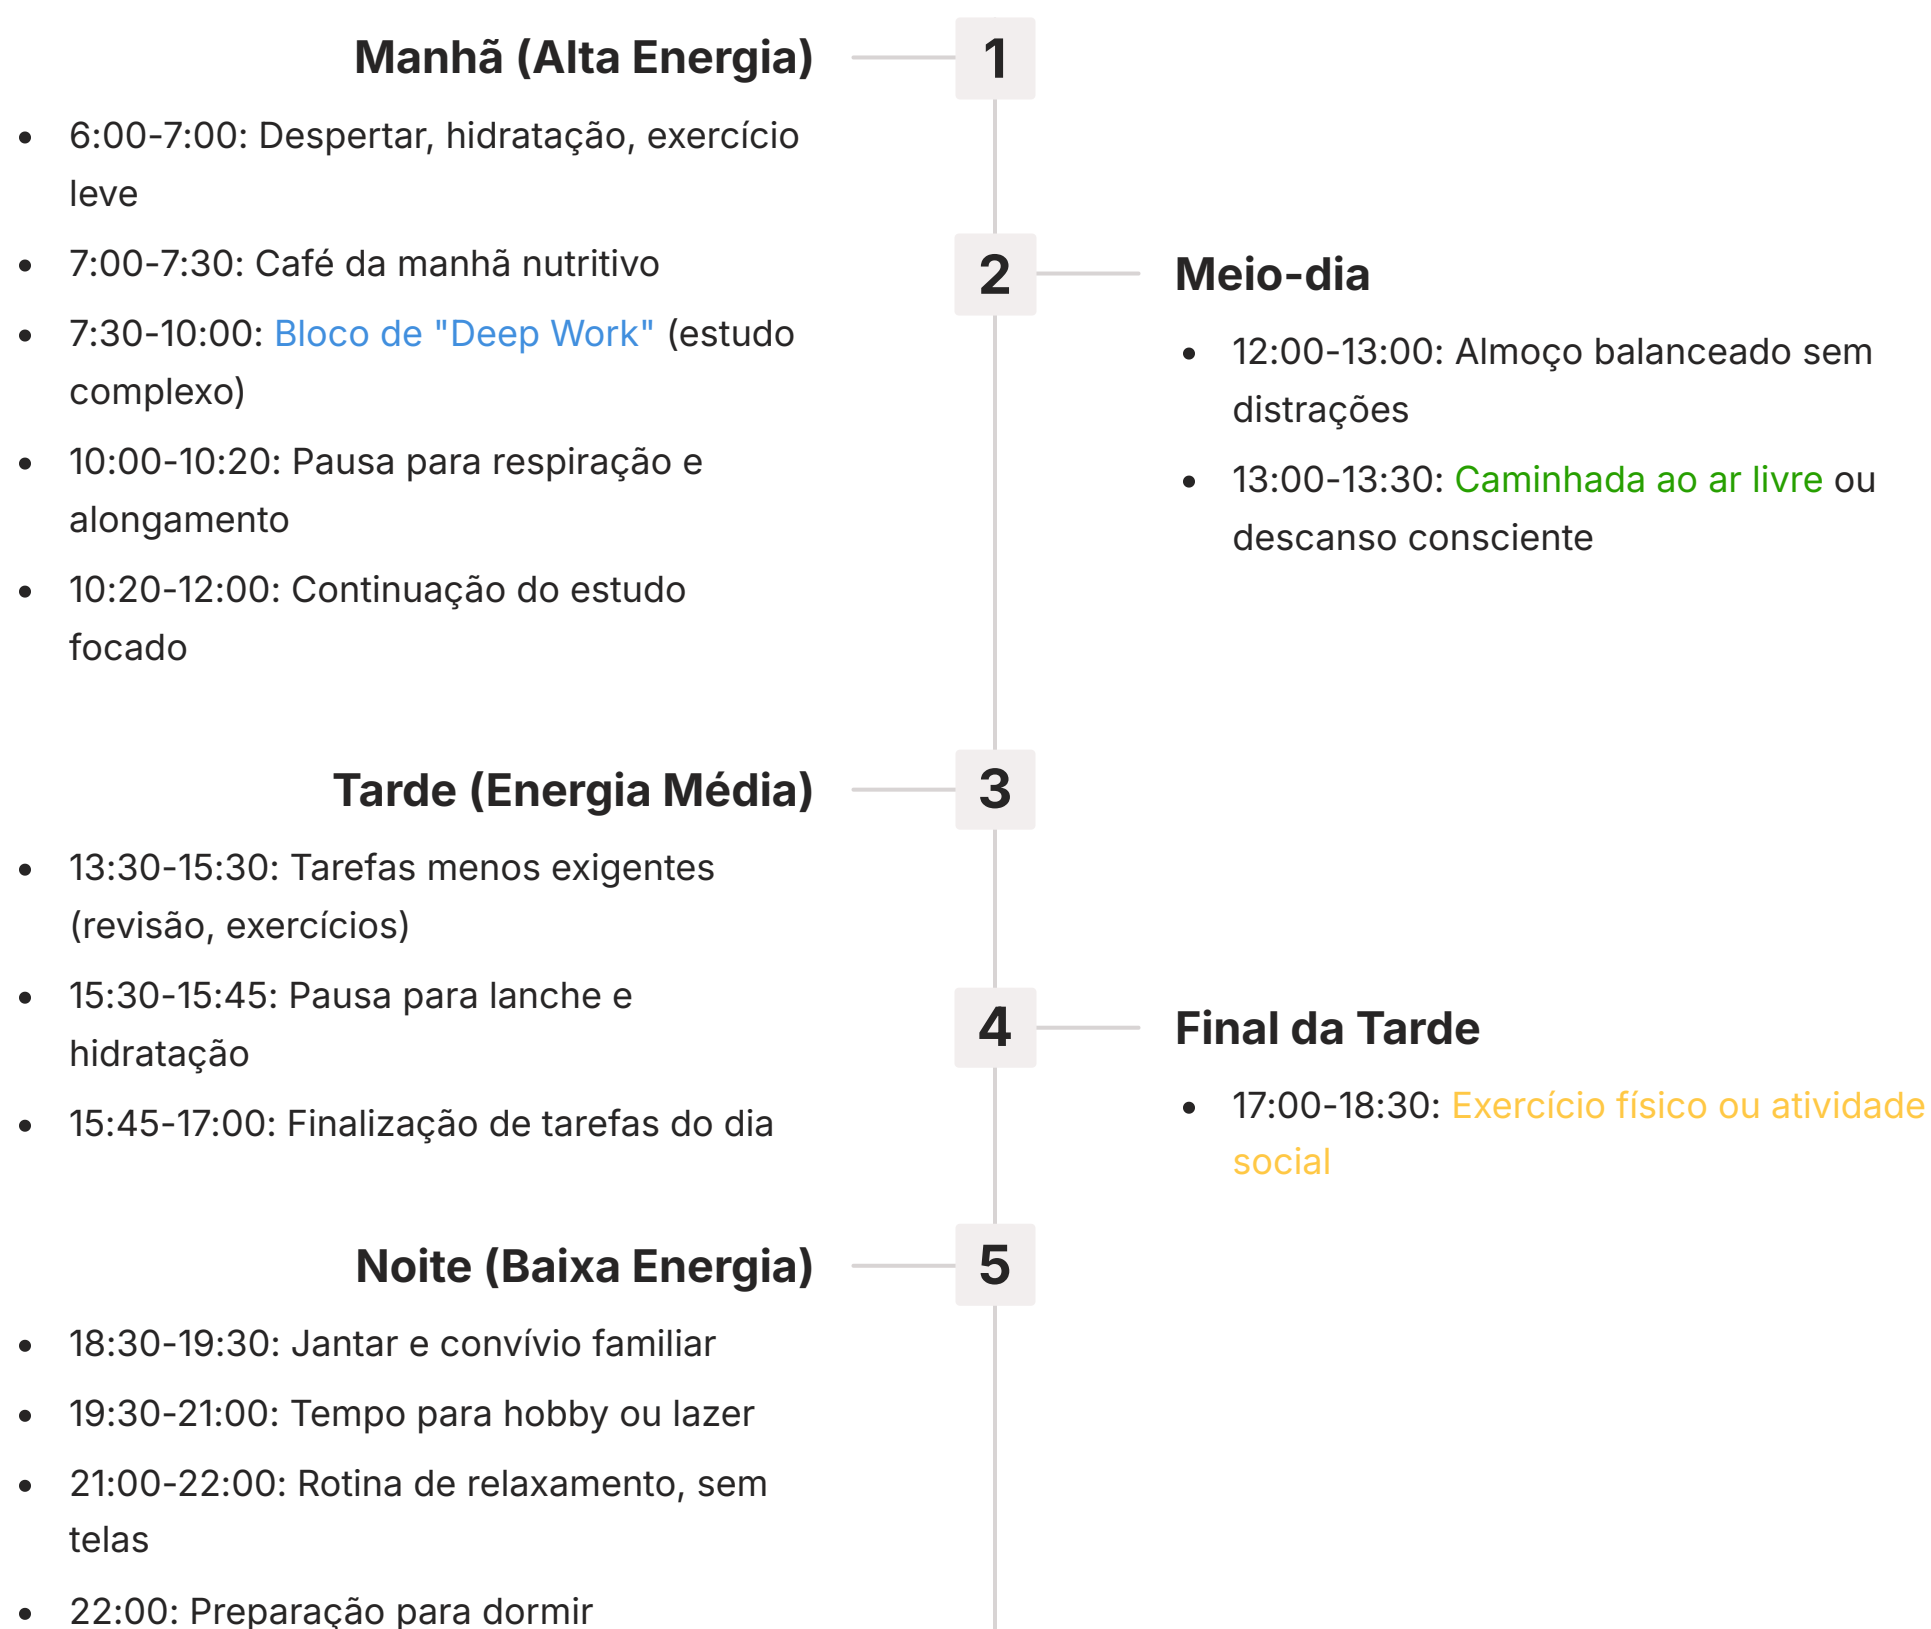 Manhã (Alta Energia)
1
• 6:00-7:00: Despertar, hidratação, exercício
leve
• 7:00-7:30: Café da manhã nutritivo
• 7:30-10:00: Bloco de "Deep Work" (estudo
complexo)
• 10:00-10:20: Pausa para respiração e
alongamento
• 10:20-12:00: Continuação do estudo
focado
2
Meio-dia
• 12:00-13:00: Almoço balanceado sem
distrações
• 13:00-13:30: Caminhada ao ar livre ou
descanso consciente
Tarde (Energia Média)
3
• 13:30-15:30: Tarefas menos exigentes
(revisão, exercícios)
• 15:30-15:45: Pausa para lanche e
hidratação
• 15:45-17:00: Finalização de tarefas do dia
4
Final da Tarde
• 17:00-18:30: Exercício físico ou atividade
social
Noite (Baixa Energia)
5
• 18:30-19:30: Jantar e convívio familiar
• 19:30-21:00: Tempo para hobby ou lazer
• 21:00-22:00: Rotina de relaxamento, sem
telas
• 22:00: Preparação para dormir